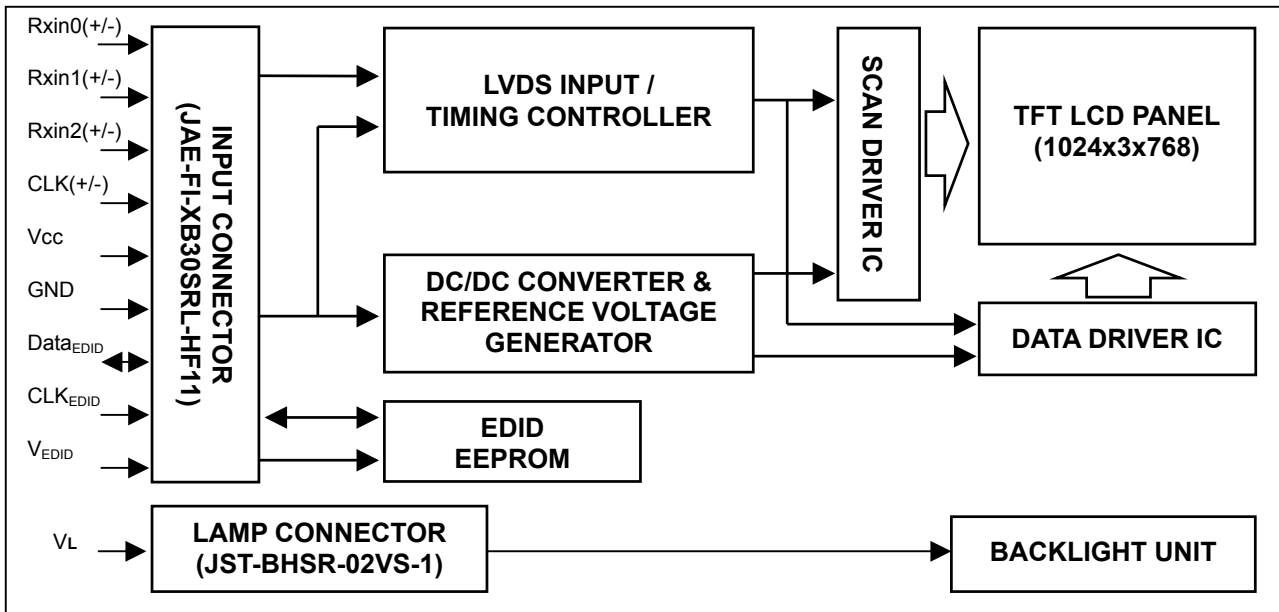 Rxin0(+/-)
Rxin1(+/-)
Rxin2(+/-)
CLK(+/-)
Vcc
GND
DataEDID
CLKEDID
VEDID
VL
INPUT CONNECTOR
(JAE-FI-XB30SRL-HF11)
LVDS INPUT /
TIMING CONTROLLER
DC/DC CONVERTER &
REFERENCE VOLTAGE
GENERATOR
EDID
EEPROM
SCAN DRIVER IC
TFT LCD PANEL
(1024x3x768)
DATA DRIVER IC
LAMP CONNECTOR
(JST-BHSR-02VS-1)
BACKLIGHT UNIT